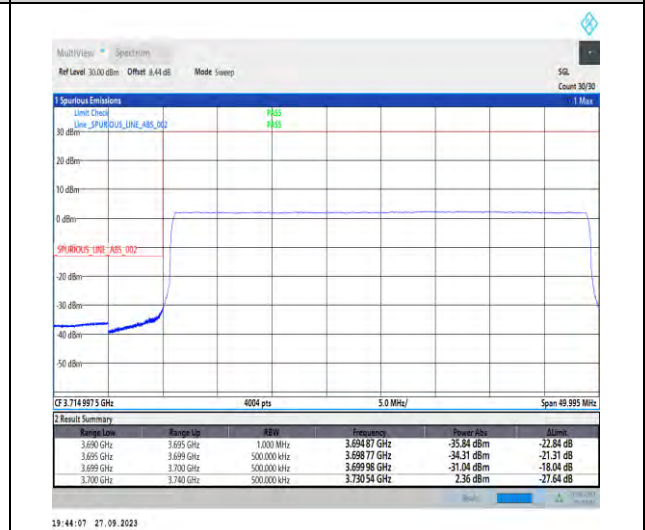 MultiView Spectrum
Ref Level 30.00 dBm Offset 8.44 dB Mode Sweep SGL
Count 30/30
1 Spurious Emissions 1 Max
Limit Check PASS
Line _SPURIOUS_LINE_ABS_002 PASS
30 dBm
20 dBm
10 dBm
0 dBm
_SPURIOUS_LINE_ABS_002
-20 dBm
-30 dBm
-40 dBm
-50 dBm
CF 3.714 997 5 GHz 4004 pts 5.0 MHz/ Span 49.995 MHz
2 Result Summary
Range Low Range Up RBW Frequency Power Abs ΔLimit
3.690 GHz 3.695 GHz 1.000 MHz 3.694 87 GHz -35.84 dBm -22.84 dB
3.695 GHz 3.699 GHz 500.000 kHz 3.698 77 GHz -34.31 dBm -21.31 dB
3.699 GHz 3.700 GHz 500.000 kHz 3.699 98 GHz -31.04 dBm -18.04 dB
3.700 GHz 3.740 GHz 500.000 kHz 3.730 54 GHz 2.36 dBm -27.64 dB
19:44:07 27.09.2023